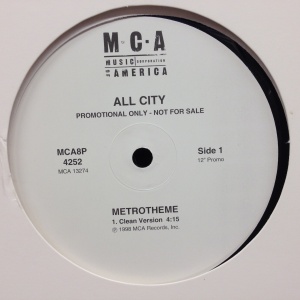 M·C·A
MUSIC CORPORATION
OF AMERICA
ALL CITY
PROMOTIONAL ONLY - NOT FOR SALE
MCA8P
4252
MCA 13274
Side 1
12" Promo
METROTHEME
1. Clean Version 4:15
℗ 1998 MCA Records, Inc.